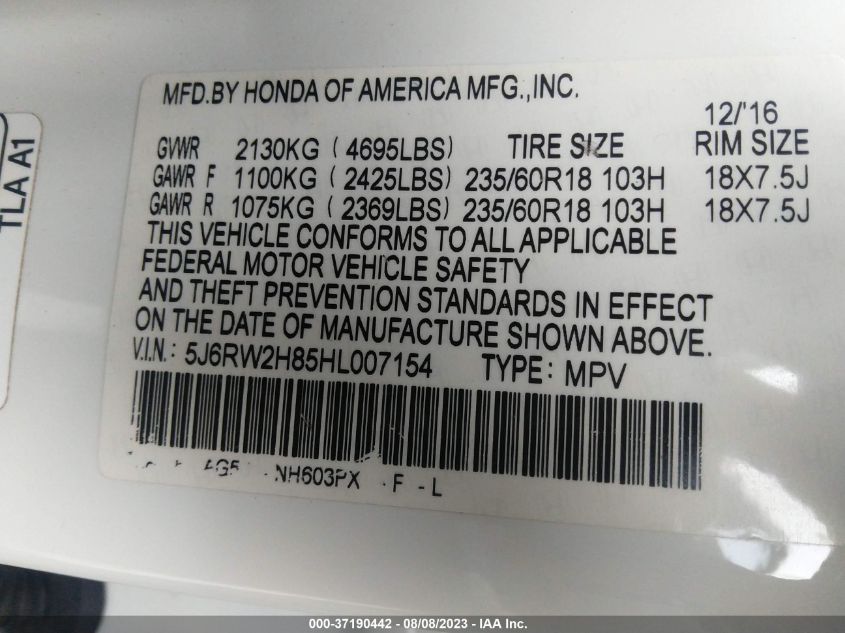 TLA A1
MFD.BY HONDA OF AMERICA MFG.,INC.
12/'16
GVWR 2130KG ( 4695LBS) TIRE SIZE RIM SIZE
GAWR F 1100KG ( 2425LBS) 235/60R18 103H 18X7.5J
GAWR R 1075KG ( 2369LBS) 235/60R18 103H 18X7.5J
THIS VEHICLE CONFORMS TO ALL APPLICABLE
FEDERAL MOTOR VEHICLE SAFETY
AND THEFT PREVENTION STANDARDS IN EFFECT
ON THE DATE OF MANUFACTURE SHOWN ABOVE.
V.I.N.: 5J6RW2H85HL007154 TYPE: MPV
NH603PX -F -L
000-37190442 - 08/08/2023 - Copyright © IAA, Inc.